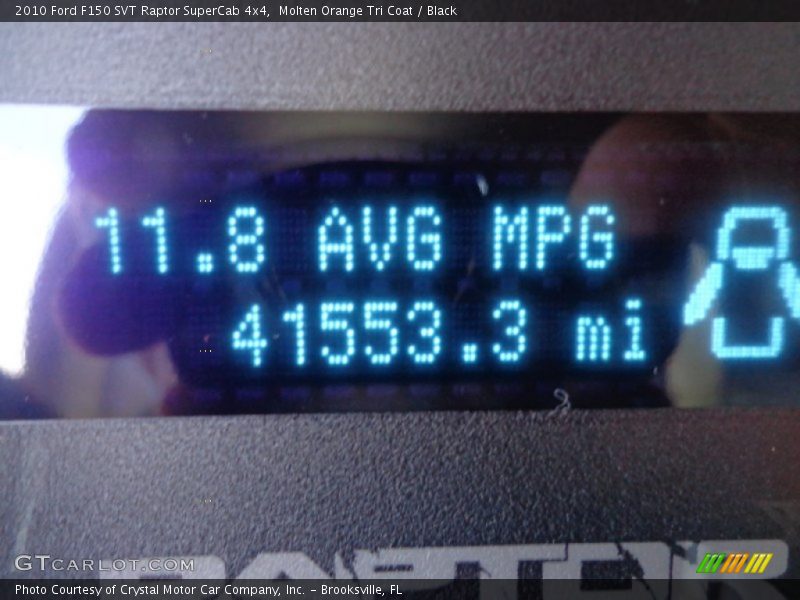 2010 Ford F150 SVT Raptor SuperCab 4x4, Molten Orange Tri Coat / Black
11.8 AVG MPG
41553.3 mi
RAPTOR
GTCARLOT.COM
Photo Courtesy of Crystal Motor Car Company, Inc. – Brooksville, FL